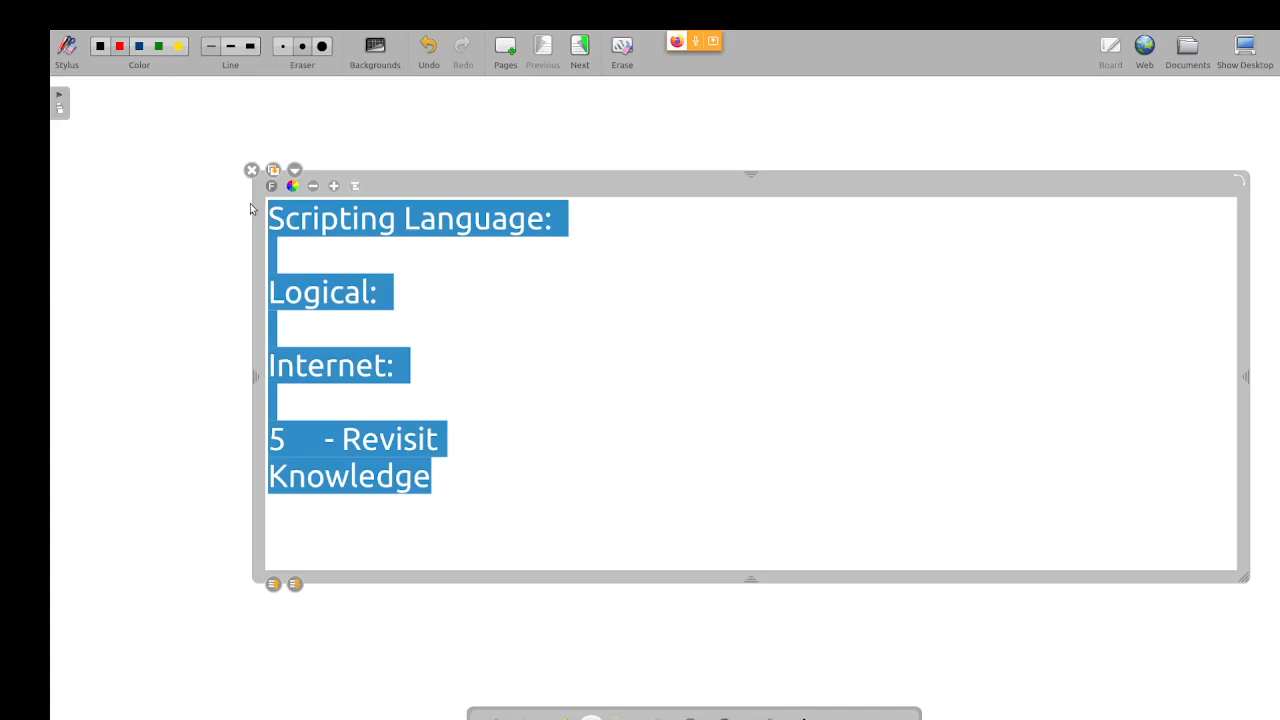 Stylus
Color
Line
Eraser
Backgrounds
Undo
Redo
Pages
Previous
Next
Erase
Board
Web
Documents
Show Desktop
F
Scripting Language:
Logical:
Internet:
5 - Revisit
Knowledge